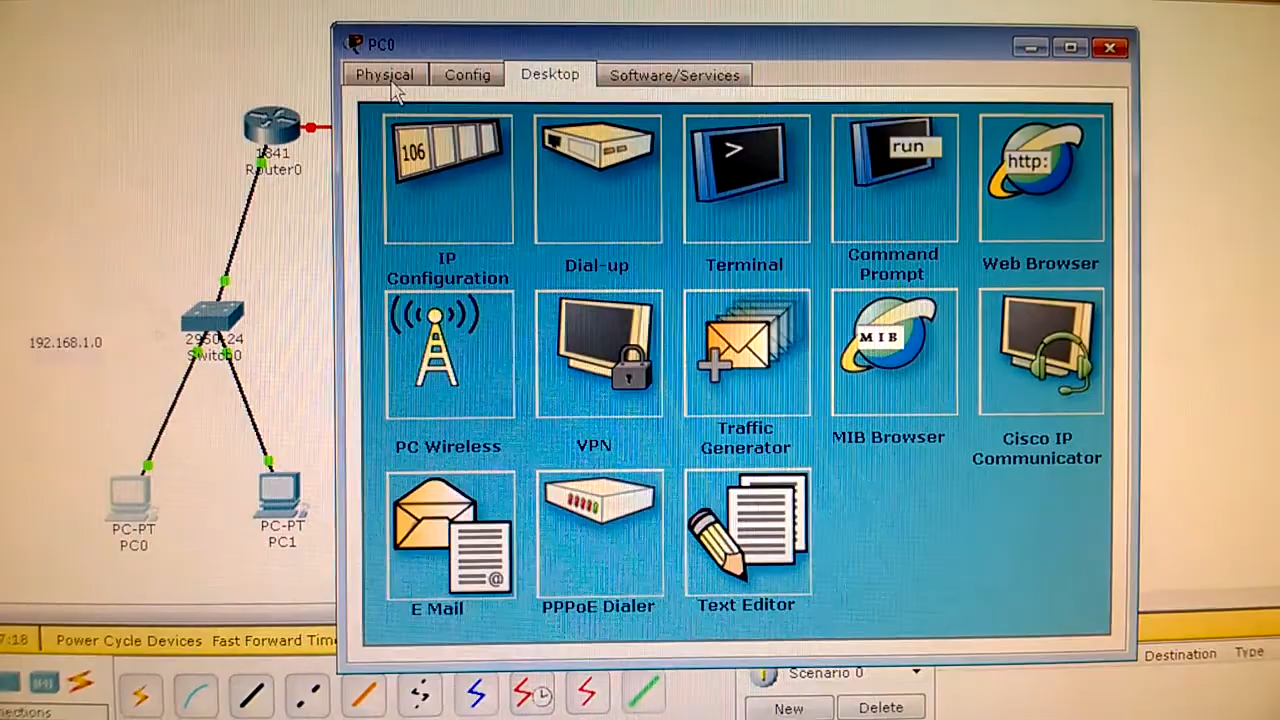 PC0
Physical
Config
Desktop
Software/Services
1841
Router0
192.168.1.0
2950-24
Switch0
PC-PT
PC0
PC-PT
PC1
106
>
run
http:
IP
Configuration
Dial-up
Terminal
Command
Prompt
Web Browser
MIB
PC Wireless
VPN
Traffic
Generator
MIB Browser
Cisco IP
Communicator
@
E Mail
PPPoE Dialer
Text Editor
7:18
Power Cycle Devices
Fast Forward Time
Scenario 0
New
Delete
Destination
Type